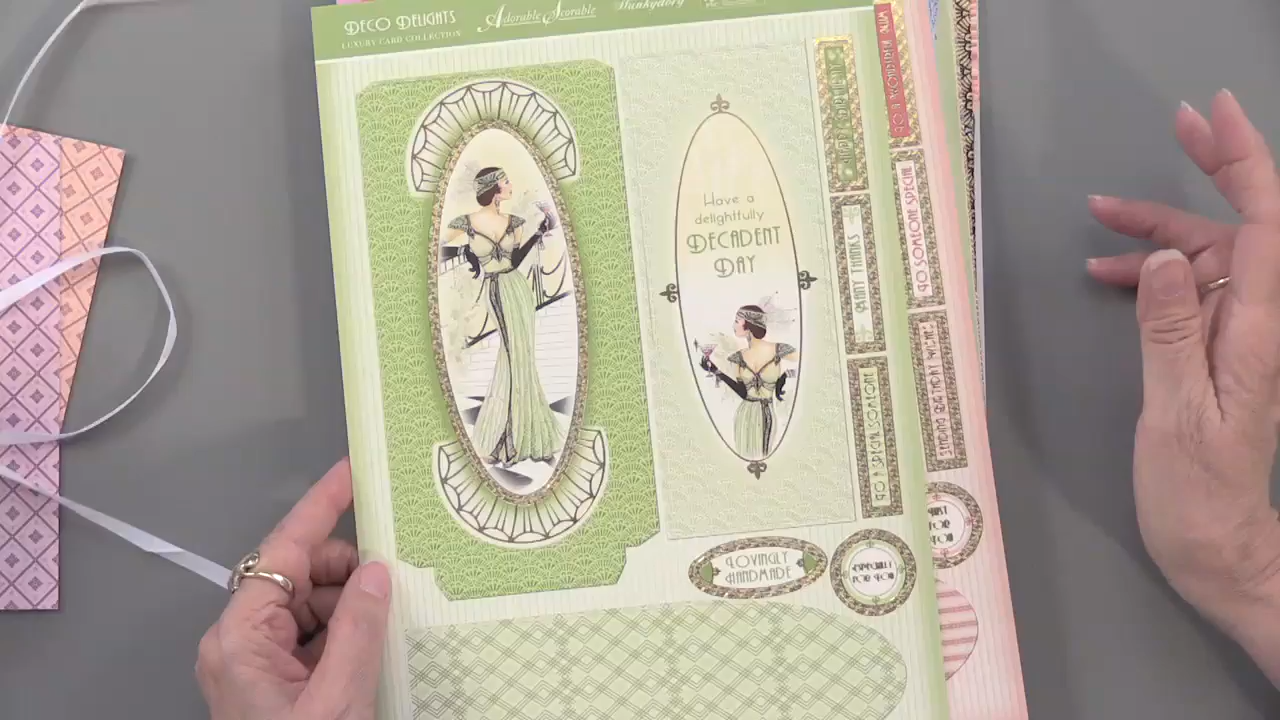 DECO DELIGHTS
LUXURY CARD COLLECTION
Adorable Scorable
Hunkydory
Have a
delightfully
DECADENT
DAY
MANY THANKS
TO A SPECIAL SOMEONE
LOVINGLY
HANDMADE
ESPECIALLY
FOR YOU
TO SOMEONE SPECIAL
SENDING BIRTHDAY WISHES
JUST
FOR
YOU